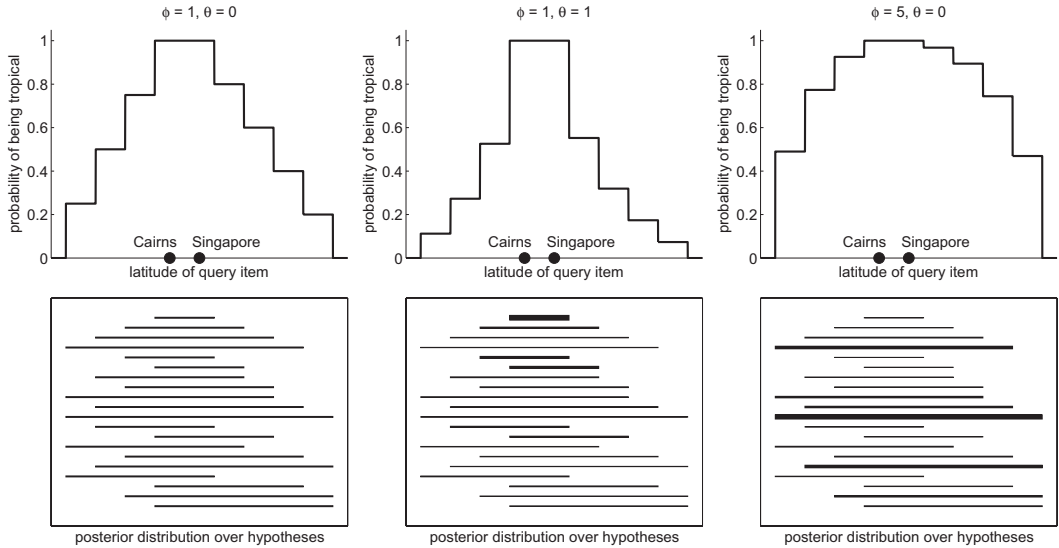 ϕ = 1, θ = 0
probability of being tropical
1
0.8
0.6
0.4
0.2
0
Cairns Singapore
latitude of query item
posterior distribution over hypotheses
ϕ = 1, θ = 1
probability of being tropical
1
0.8
0.6
0.4
0.2
0
Cairns Singapore
latitude of query item
posterior distribution over hypotheses
ϕ = 5, θ = 0
probability of being tropical
1
0.8
0.6
0.4
0.2
0
Cairns Singapore
latitude of query item
posterior distribution over hypotheses